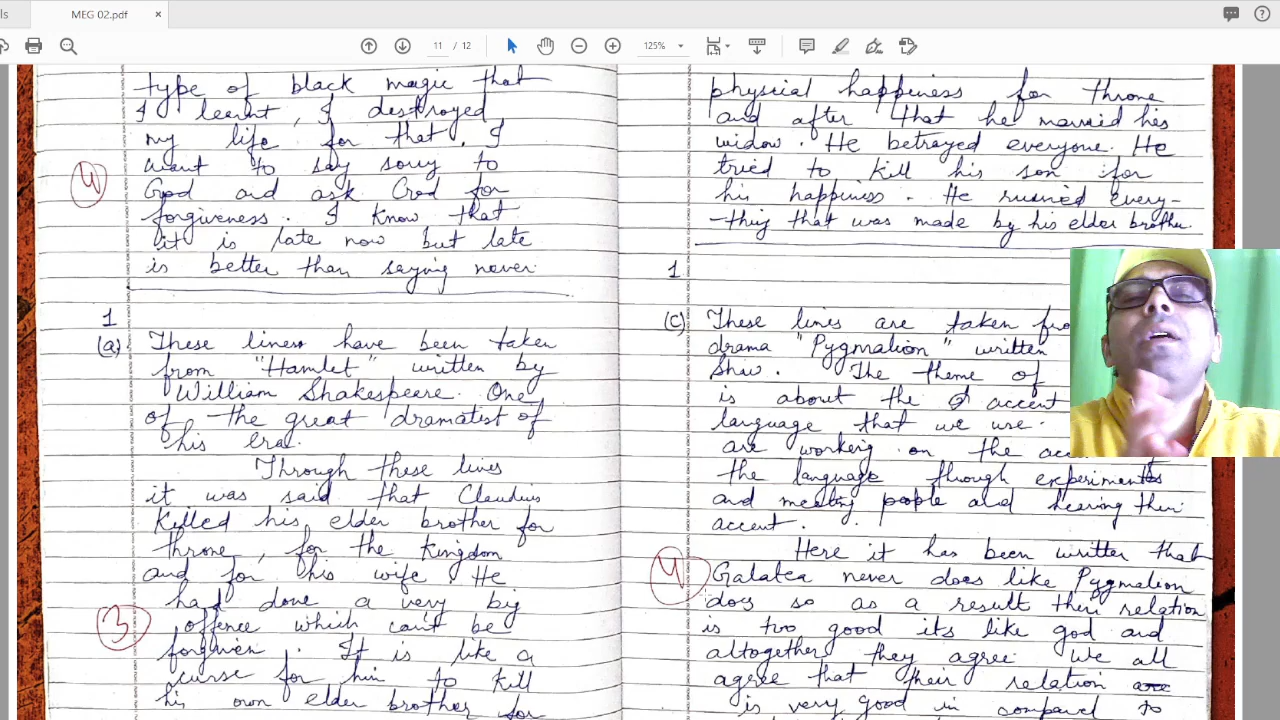 ls
MEG 02.pdf
×
11 / 12
125%
type of black magic that
I learnt, I destroyed
my life for that. I
want to say sorry to
4
God and ask God for
forgiveness. I know that
it is late now but late
is better than saying never.
1
(a) These lines have been taken
from "Hamlet" written by
William Shakespeere. One
of the great dramatist of
his era.
Through these lines
it was said that Claudius
killed his elder brother for
throne, for the kingdom
and for his wife. He
had done a very big
3
offence which can't be
forgiven. It is like a
curse for him to kill
his own elder brother for
physcial happiness for throne
and after that he married his
widow. He betrayed everyone. He
tried to kill his son for
his happiness. He ruined every-
-thing that was made by his elder brother.
1
(c) These lines are taken
drama "Pygmalion" written
Shaw. The theme of
is about the accent
language that we use.
are working on the
the language through experiments
and meeting people and hearing their
accent.
Here it has been written that
4
Galatea never does like Pygmalion
does so as a result their relation
is too good its like god and
altogether they agree. We all
agree that their relation are
is very good in compared to